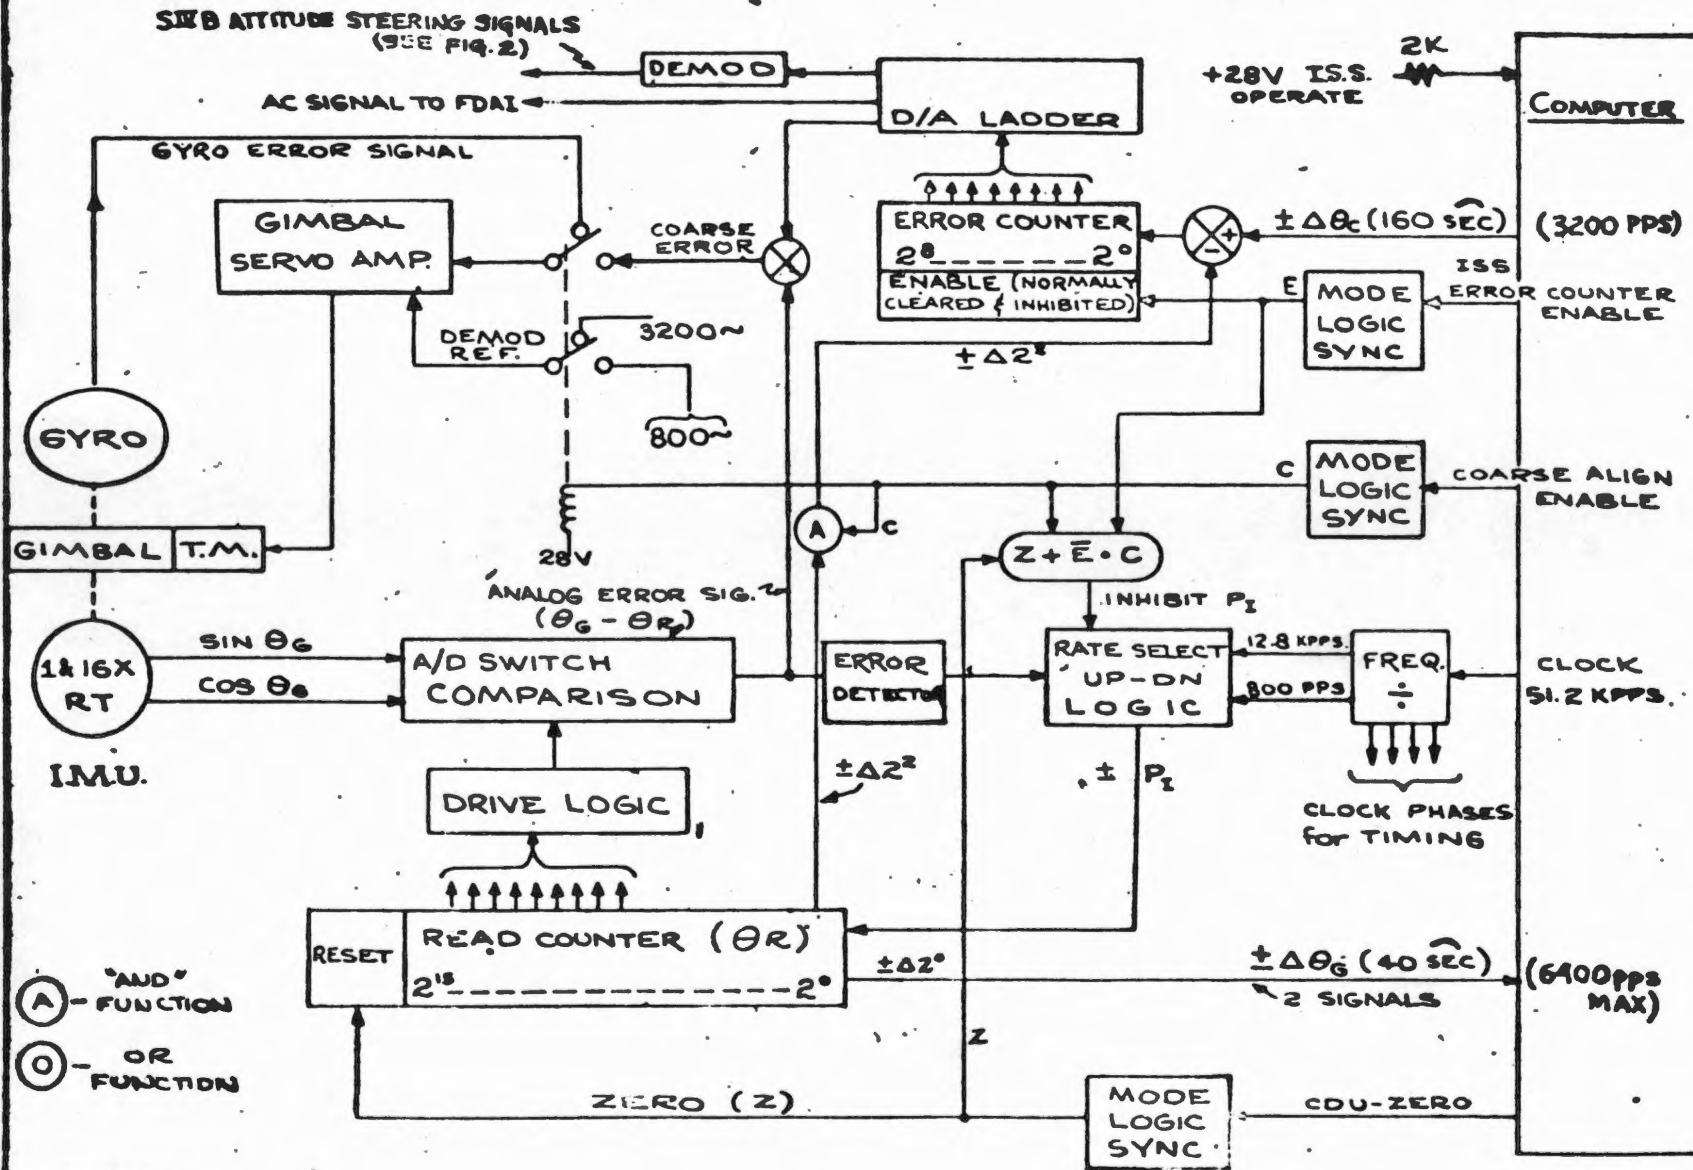 SIVB ATTITUDE STEERING SIGNALS
(SEE FIG. 2)
DEMOD
AC SIGNAL TO FDAI
D/A LADDER
+28V I.S.S.
OPERATE
2K
COMPUTER
GYRO ERROR SIGNAL
GIMBAL
SERVO AMP.
COARSE
ERROR
ERROR COUNTER
2⁸ _ _ _ _ _ _ 2⁰
ENABLE (NORMALLY
CLEARED & INHIBITED)
+
-
± Δθc (160 SEC)
(3200 PPS)
E
MODE
LOGIC
SYNC
ISS
ERROR COUNTER
ENABLE
DEMOD
REF.
3200~
800~
± Δ2²
GYRO
GIMBAL
T.M.
28V
A
C
C
MODE
LOGIC
SYNC
COARSE ALIGN
ENABLE
Z + E̅ • C
INHIBIT P_I
ANALOG ERROR SIG.
(θG - θR)
1 & 16X
RT
I.M.U.
SIN θG
COS θG
A/D SWITCH
COMPARISON
ERROR
DETECTOR
RATE SELECT
UP-DN
LOGIC
12.8 KPPS.
800 PPS
FREQ.
÷
CLOCK
51.2 KPPS.
DRIVE LOGIC
± Δ2²
± P_I
CLOCK PHASES
for TIMING
RESET
READ COUNTER (θR)
2¹⁵ _ _ _ _ _ _ _ _ _ _ _ _ _ _ 2⁰
± Δ2⁰
± ΔθG (40 SEC)
2 SIGNALS
(6400pps
MAX)
A - "AND"
FUNCTION
O - OR
FUNCTION
Z
ZERO (Z)
MODE
LOGIC
SYNC
CDU-ZERO